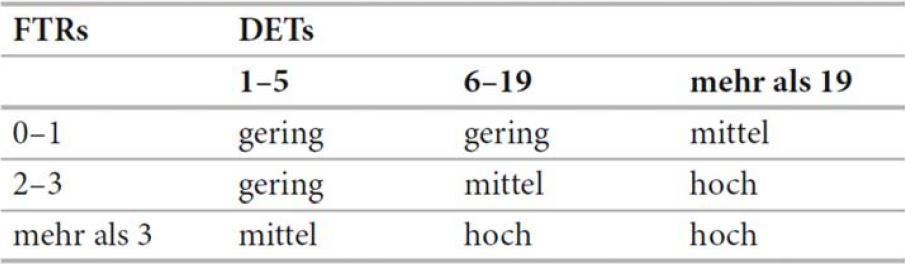 FTRs DETs
1–5 6–19 mehr als 19
0–1 gering gering mittel
2–3 gering mittel hoch
mehr als 3 mittel hoch hoch